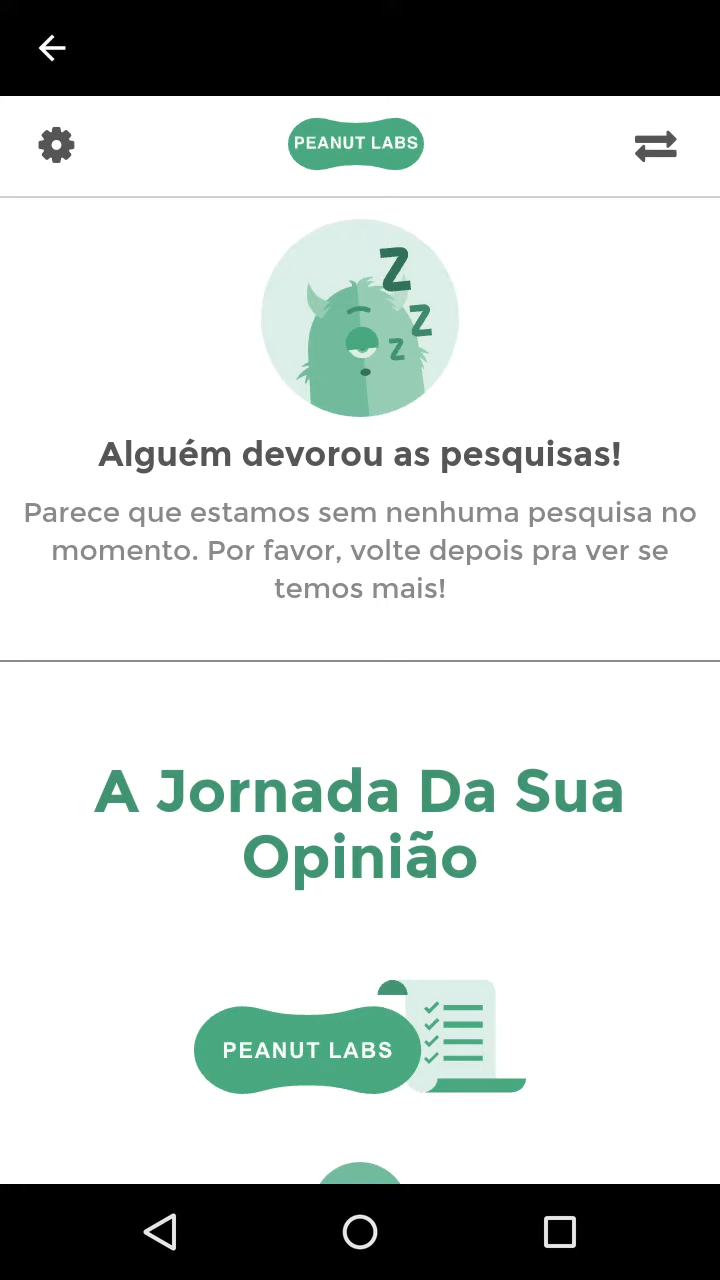 PEANUT LABS
Z
Z
Z
Alguém devorou as pesquisas!
Parece que estamos sem nenhuma pesquisa no
momento. Por favor, volte depois pra ver se
temos mais!
A Jornada Da Sua
Opinião
PEANUT LABS